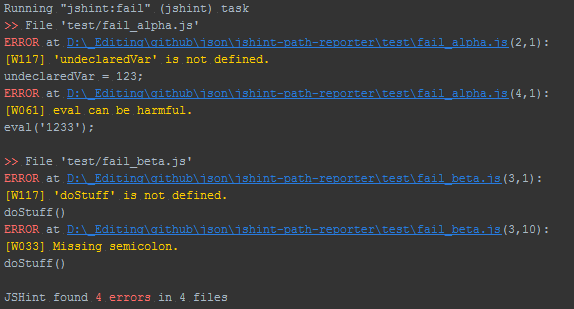 Running "jshint:fail" (jshint) task
>> File 'test/fail_alpha.js'
ERROR at D:\_Editing\github\json\jshint-path-reporter\test\fail_alpha.js(2,1):
[W117] 'undeclaredVar' is not defined.
undeclaredVar = 123;
ERROR at D:\_Editing\github\json\jshint-path-reporter\test\fail_alpha.js(4,1):
[W061] eval can be harmful.
eval('1233');
>> File 'test/fail_beta.js'
ERROR at D:\_Editing\github\json\jshint-path-reporter\test\fail_beta.js(3,1):
[W117] 'doStuff' is not defined.
doStuff()
ERROR at D:\_Editing\github\json\jshint-path-reporter\test\fail_beta.js(3,10):
[W033] Missing semicolon.
doStuff()
JSHint found 4 errors in 4 files